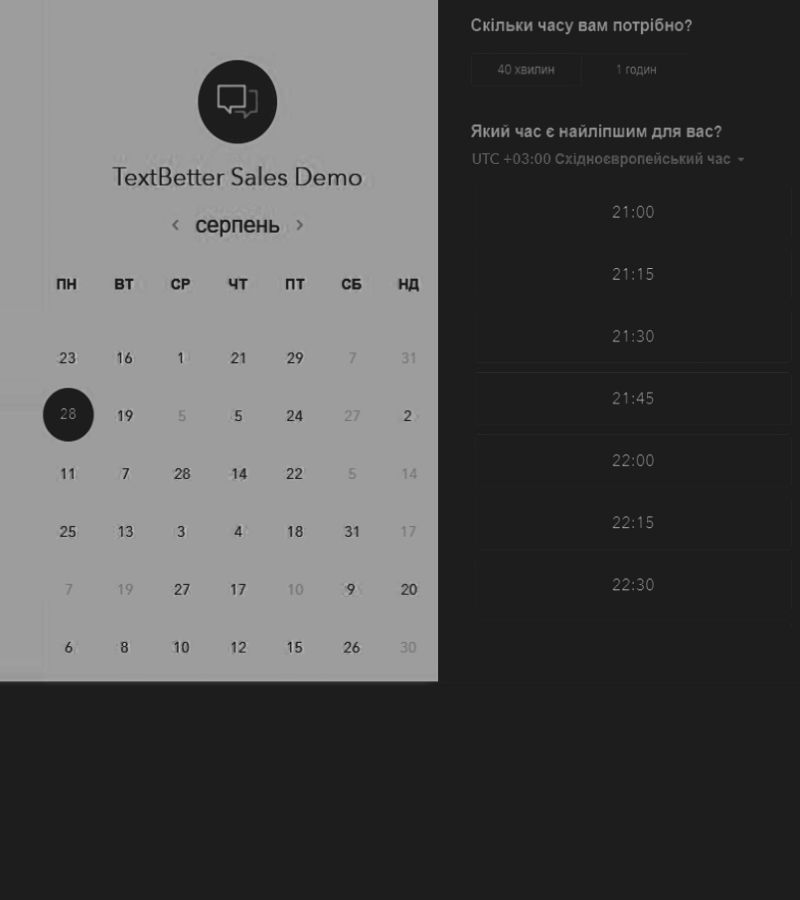 TextBetter Sales Demo
‹ серпень ›
ПН ВТ СР ЧТ ПТ СБ НД
23 16 1 21 29 7 31
28 19 5 5 24 27 2
11 7 28 14 22 5 14
25 13 3 4 18 31 17
7 19 27 17 10 9 20
6 8 10 12 15 26 30
Скільки часу вам потрібно?
40 хвилин 1 годин
Який час є найліпшим для вас?
UTC +03:00 Східноєвропейський час
21:00
21:15
21:30
21:45
22:00
22:15
22:30